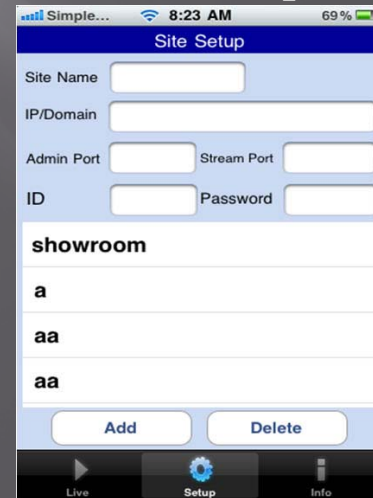 Simple... 8:23 AM 69%
Site Setup
Site Name
IP/Domain
Admin Port Stream Port
ID Password
showroom
a
aa
aa
Add Delete
Live Setup Info